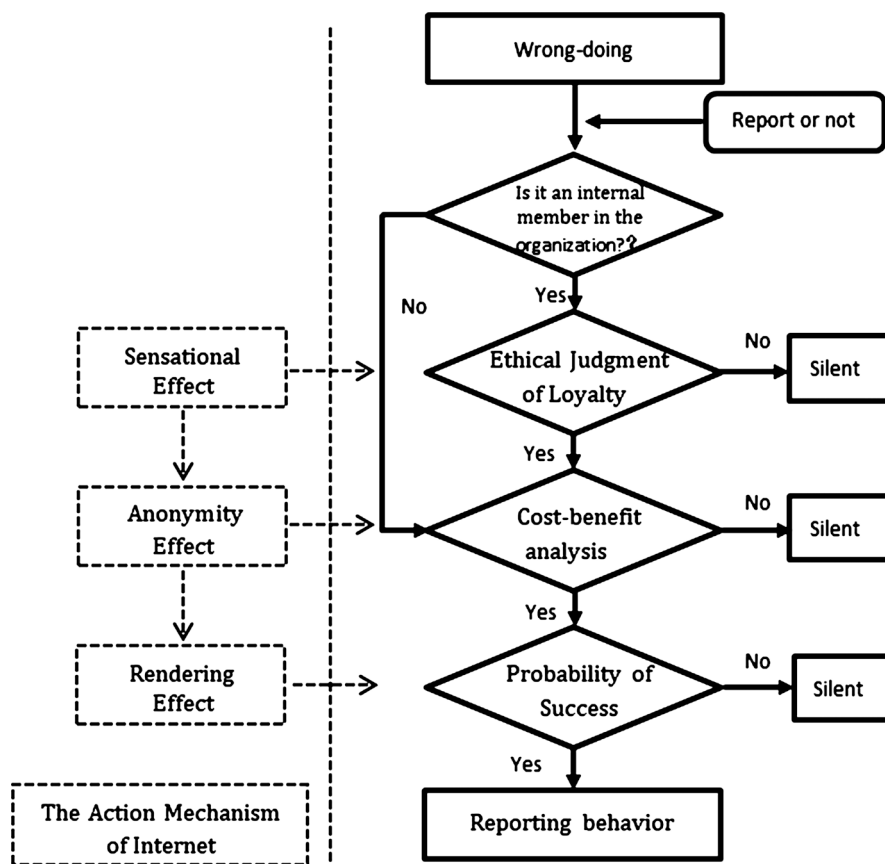 Wrong-doing
Report or not
Is it an internal
member in the
organization??
Yes
No
Sensational
Effect
Ethical Judgment
of Loyalty
No
Silent
Yes
Anonymity
Effect
Cost-benefit
analysis
No
Silent
Yes
Rendering
Effect
Probability of
Success
No
Silent
Yes
The Action Mechanism
of Internet
Reporting behavior